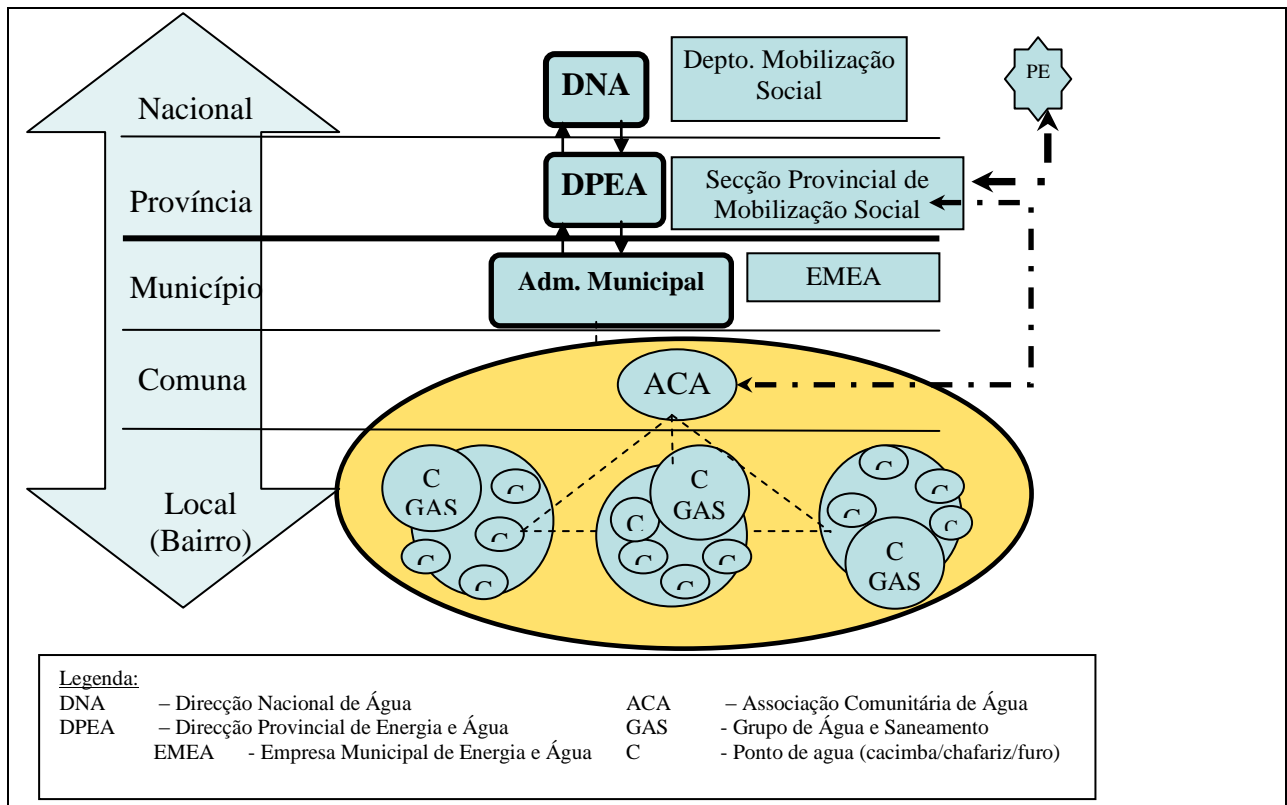 Nacional
DNA
Depto. Mobilização
Social
PE
Província
DPEA
Secção Provincial de
Mobilização Social
Município
Adm. Municipal
EMEA
Comuna
ACA
Local
(Bairro)
C
GAS
C
C
C
C
C
C
GAS
C
C
C
C
C
C
C
C
C
C
GAS
Legenda:
DNA – Direcção Nacional de Água
DPEA – Direcção Provincial de Energia e Água
EMEA - Empresa Municipal de Energia e Água
ACA – Associação Comunitária de Água
GAS - Grupo de Água e Saneamento
C - Ponto de agua (cacimba/chafariz/furo)